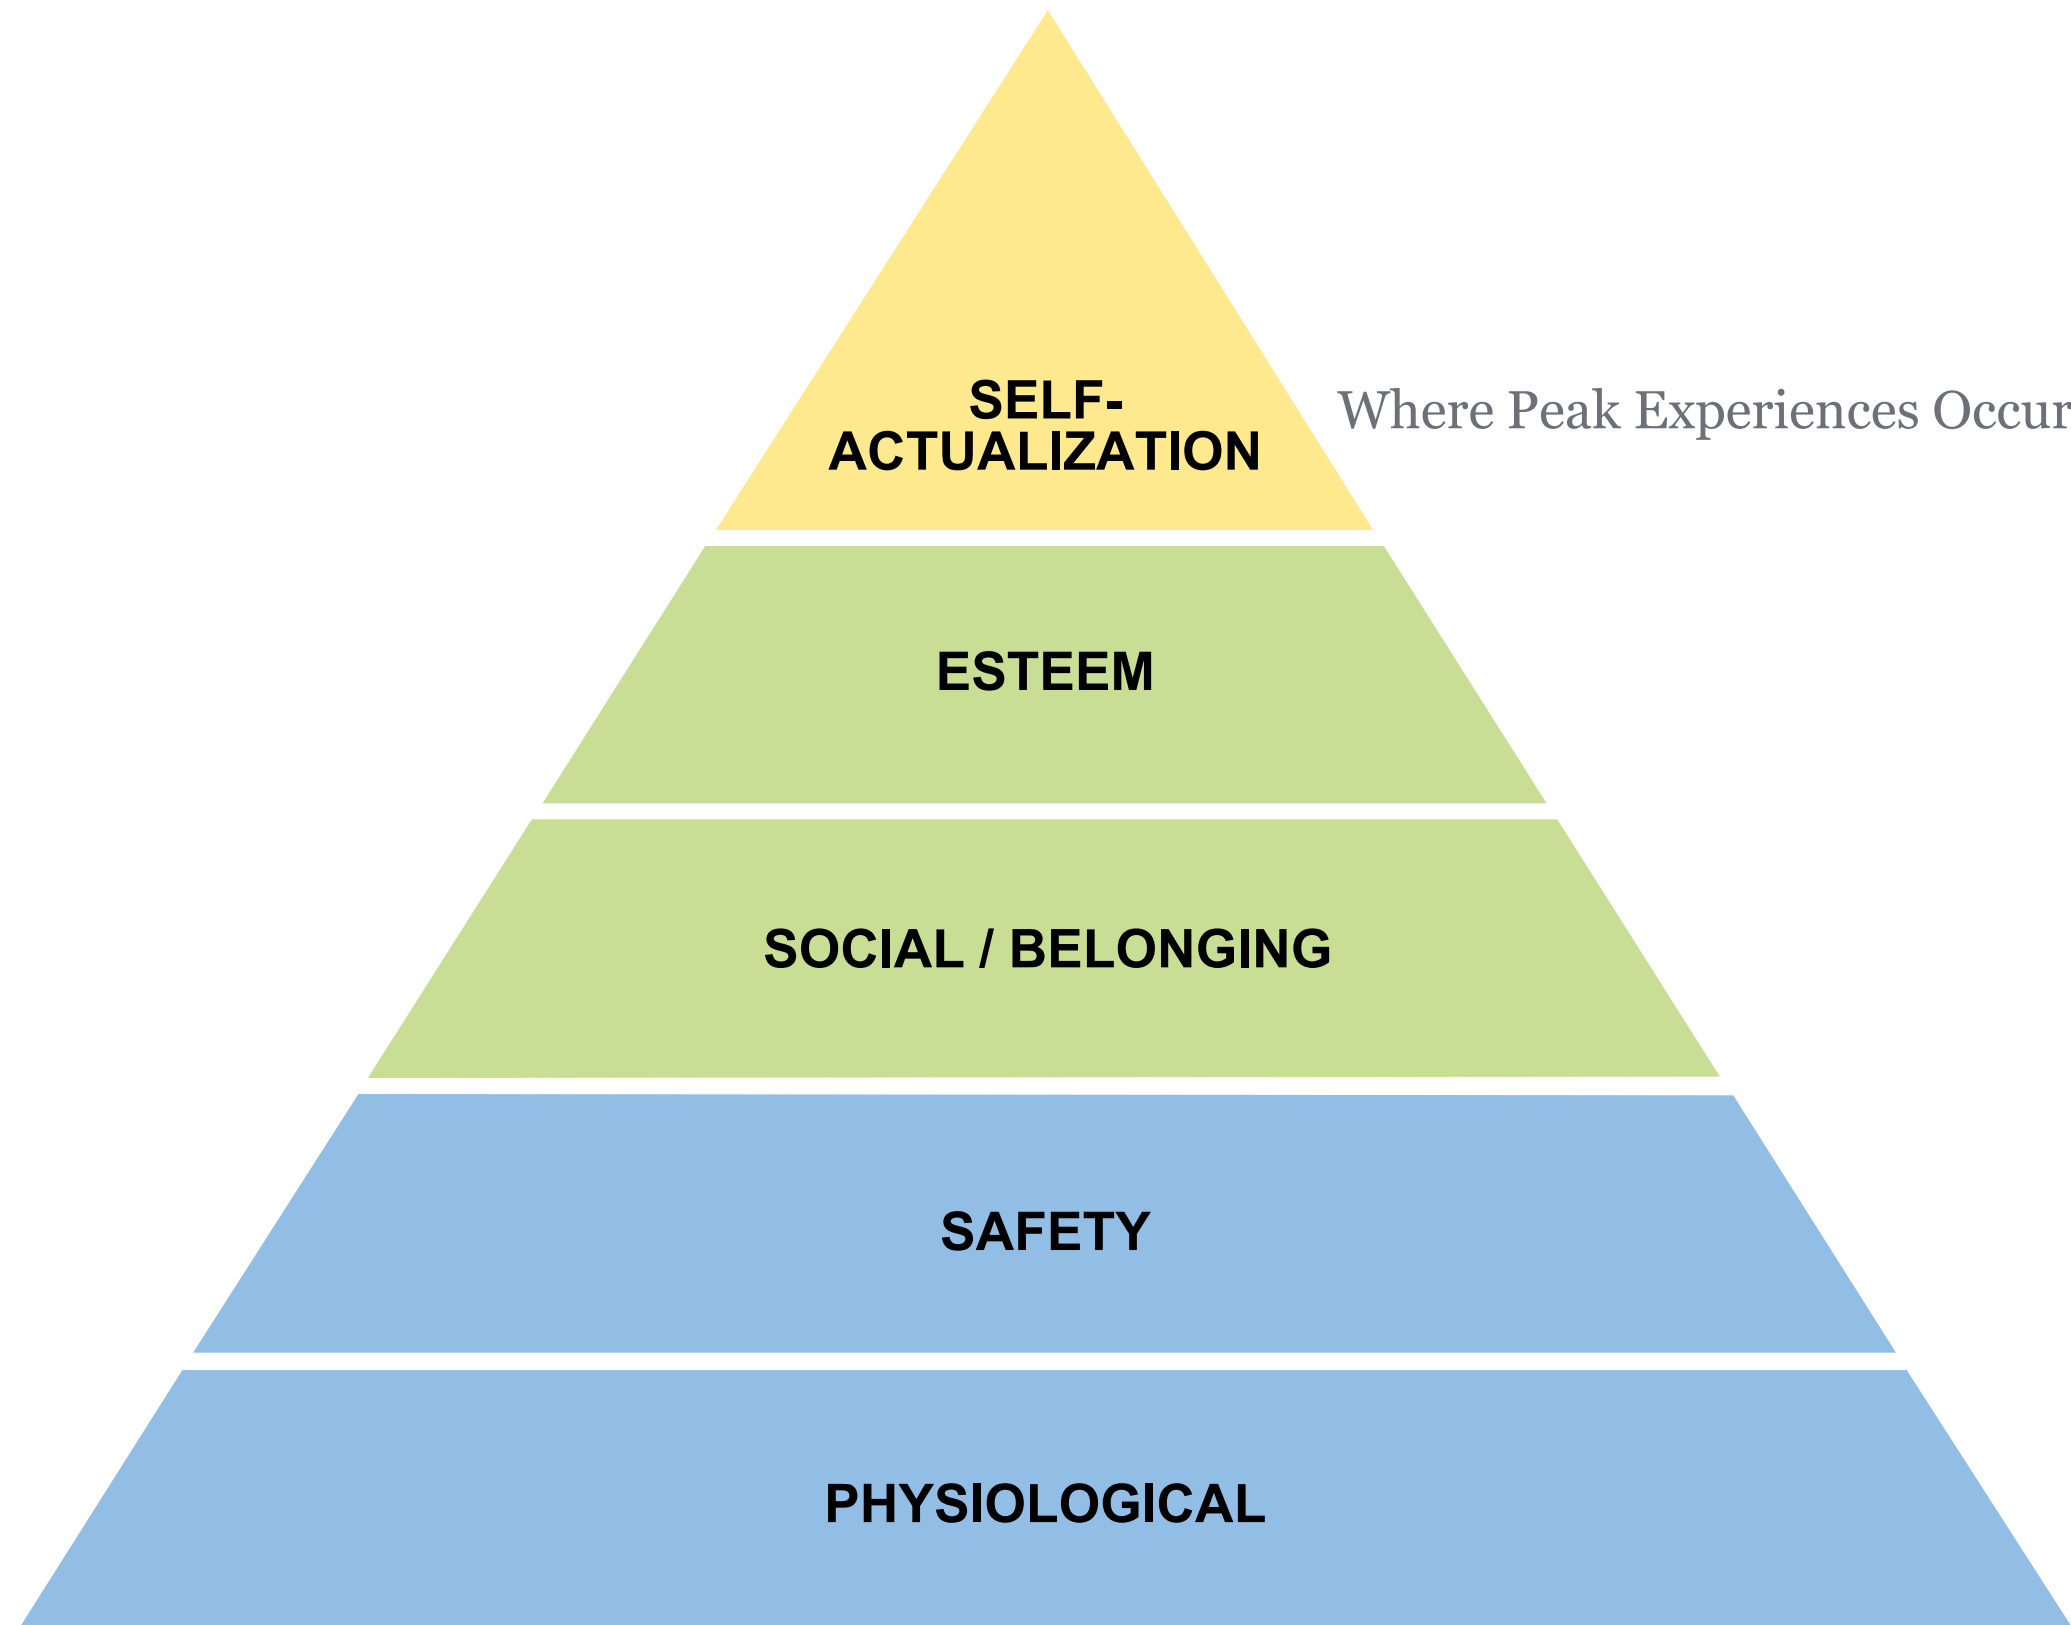 SELF-
ACTUALIZATION
Where Peak Experiences Occur
ESTEEM
SOCIAL / BELONGING
SAFETY
PHYSIOLOGICAL